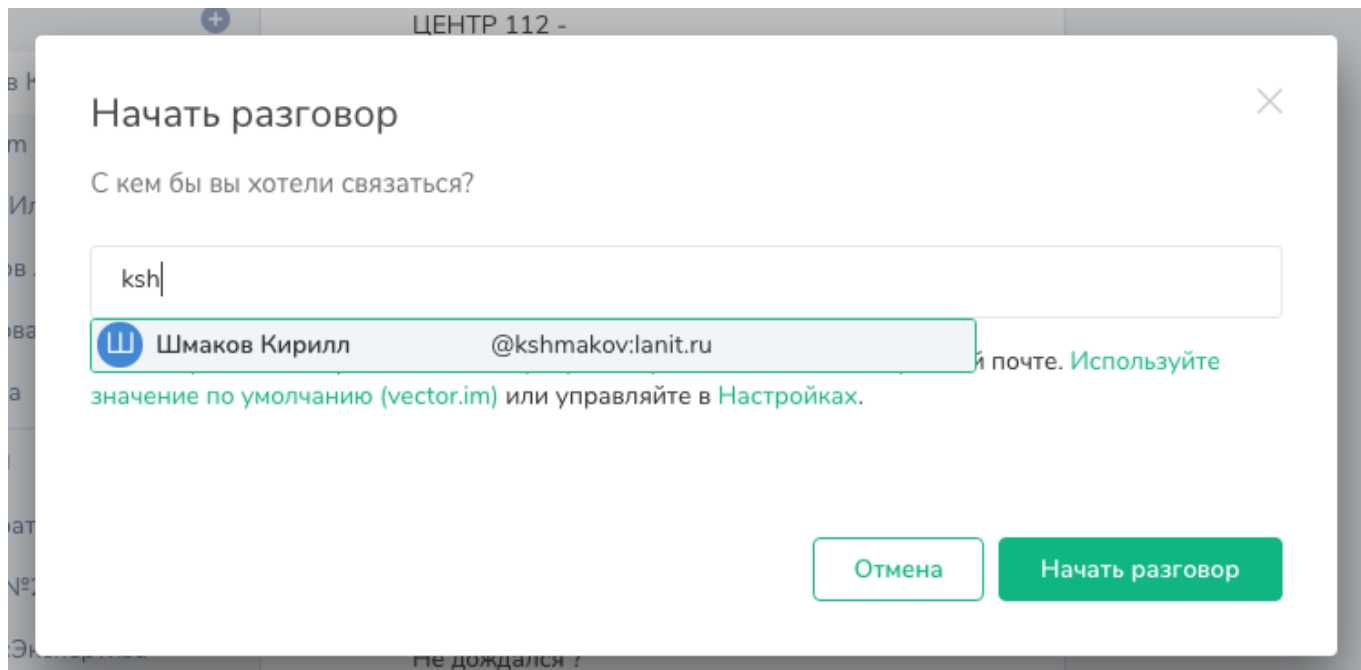 ЦЕНТР 112 -
Начать разговор
С кем бы вы хотели связаться?
ksh
Ш Шмаков Кирилл @kshmakov:lanit.ru
почте. Используйте
значение по умолчанию (vector.im) или управляйте в Настройках.
Отмена Начать разговор
Не дождался ?